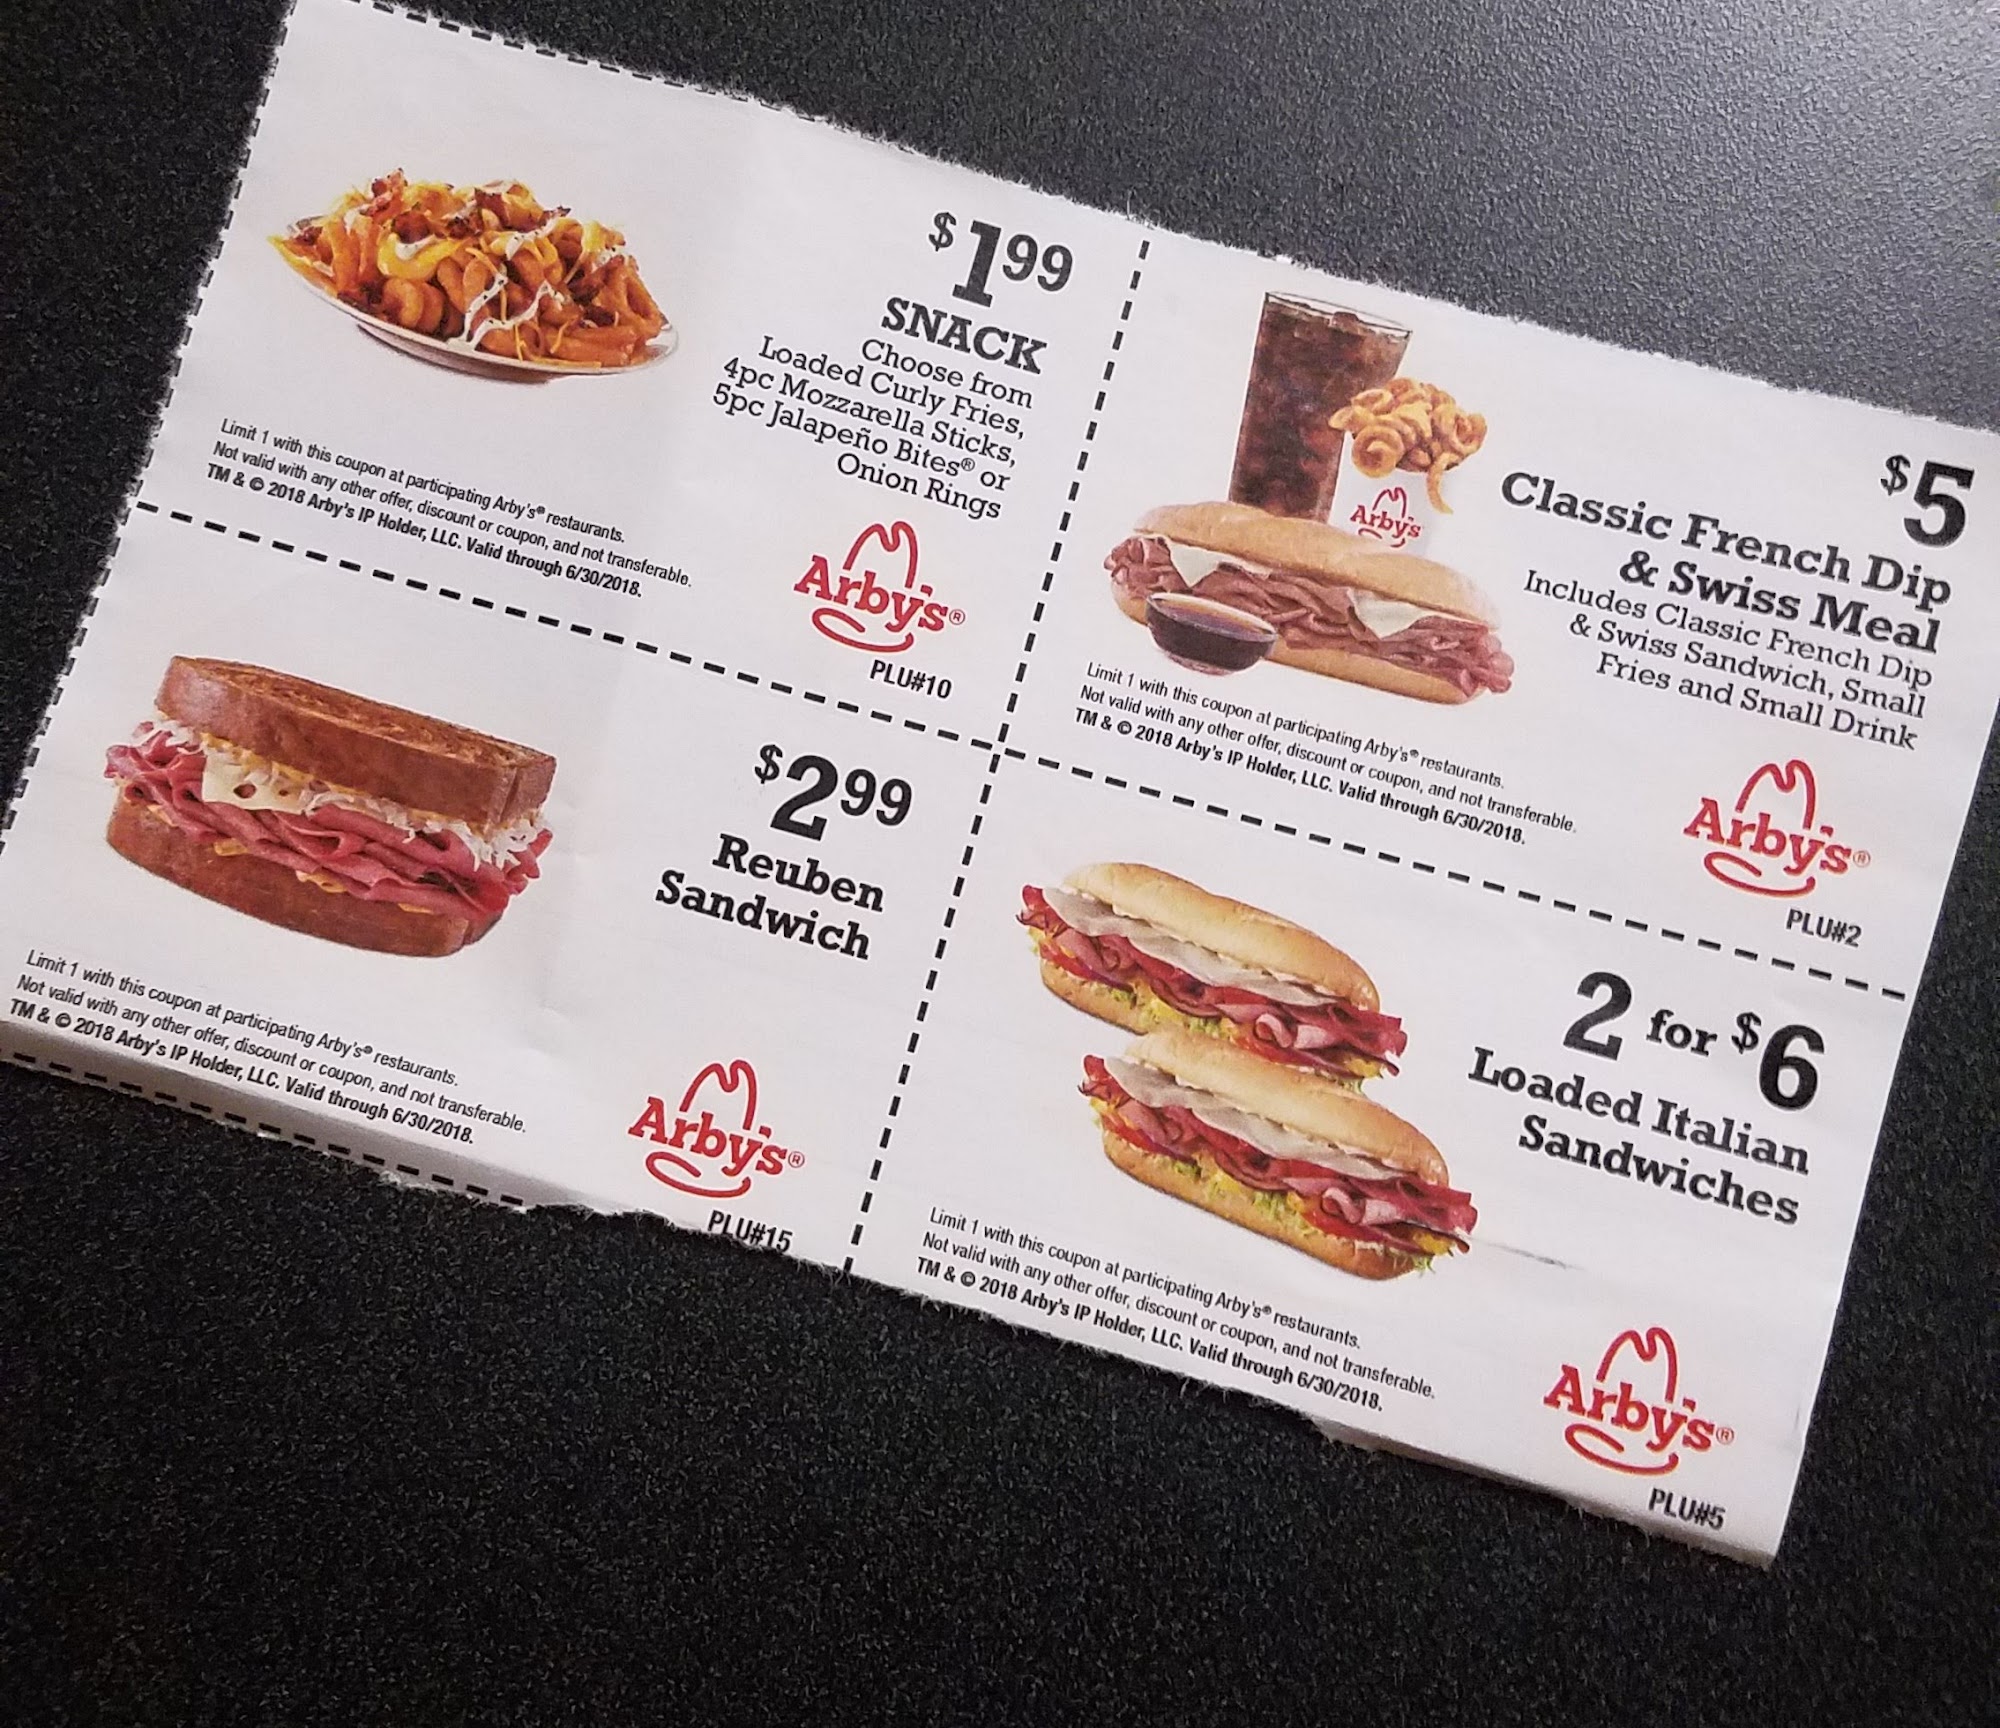 $1.99
SNACK
Choose from
Loaded Curly Fries,
4pc Mozzarella Sticks,
5pc Jalapeño Bites® or
Onion Rings
Limit 1 with this coupon at participating Arby's® restaurants.
Not valid with any other offer, discount or coupon, and not transferable.
TM & © 2018 Arby's IP Holder, LLC. Valid through 6/30/2018.
Arby's®
PLU#10
$5
Classic French Dip
& Swiss Meal
Includes Classic French Dip
& Swiss Sandwich, Small
Fries and Small Drink
Arby's
Limit 1 with this coupon at participating Arby's® restaurants.
Not valid with any other offer, discount or coupon, and not transferable.
TM & © 2018 Arby's IP Holder, LLC. Valid through 6/30/2018.
Arby's®
PLU#2
$2.99
Reuben
Sandwich
Limit 1 with this coupon at participating Arby's® restaurants.
Not valid with any other offer, discount or coupon, and not transferable.
TM & © 2018 Arby's IP Holder, LLC. Valid through 6/30/2018.
Arby's®
PLU#15
2 for $6
Loaded Italian
Sandwiches
Limit 1 with this coupon at participating Arby's® restaurants.
Not valid with any other offer, discount or coupon, and not transferable.
TM & © 2018 Arby's IP Holder, LLC. Valid through 6/30/2018.
Arby's®
PLU#5